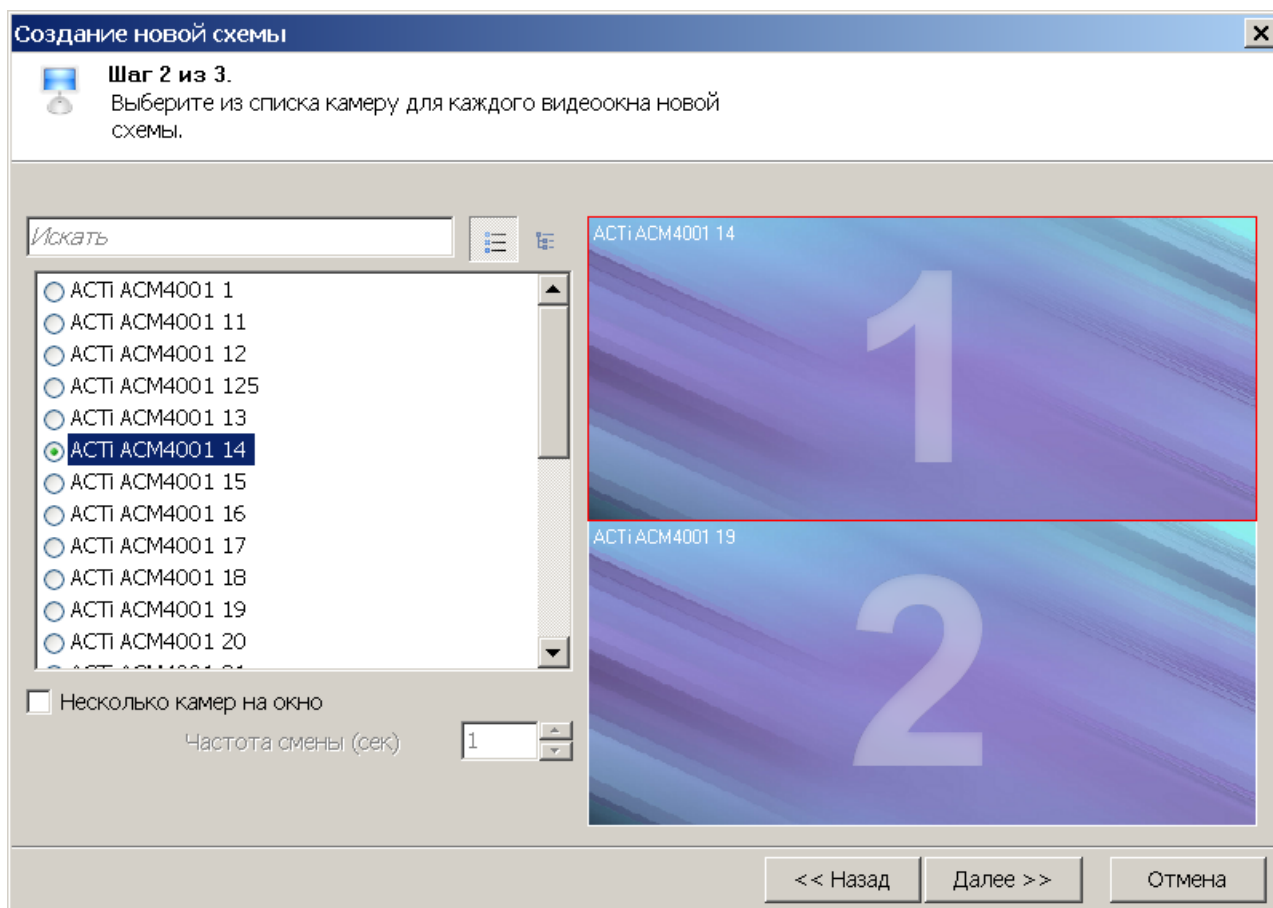 Создание новой схемы
Шаг 2 из 3.
Выберите из списка камеру для каждого видеоокна новой
схемы.
Искать
ACTi ACM4001 1
ACTi ACM4001 11
ACTi ACM4001 12
ACTi ACM4001 125
ACTi ACM4001 13
ACTi ACM4001 14
ACTi ACM4001 15
ACTi ACM4001 16
ACTi ACM4001 17
ACTi ACM4001 18
ACTi ACM4001 19
ACTi ACM4001 20
Несколько камер на окно
Частота смены (сек)
1
ACTi ACM4001 14
1
ACTi ACM4001 19
2
<< Назад
Далее >>
Отмена